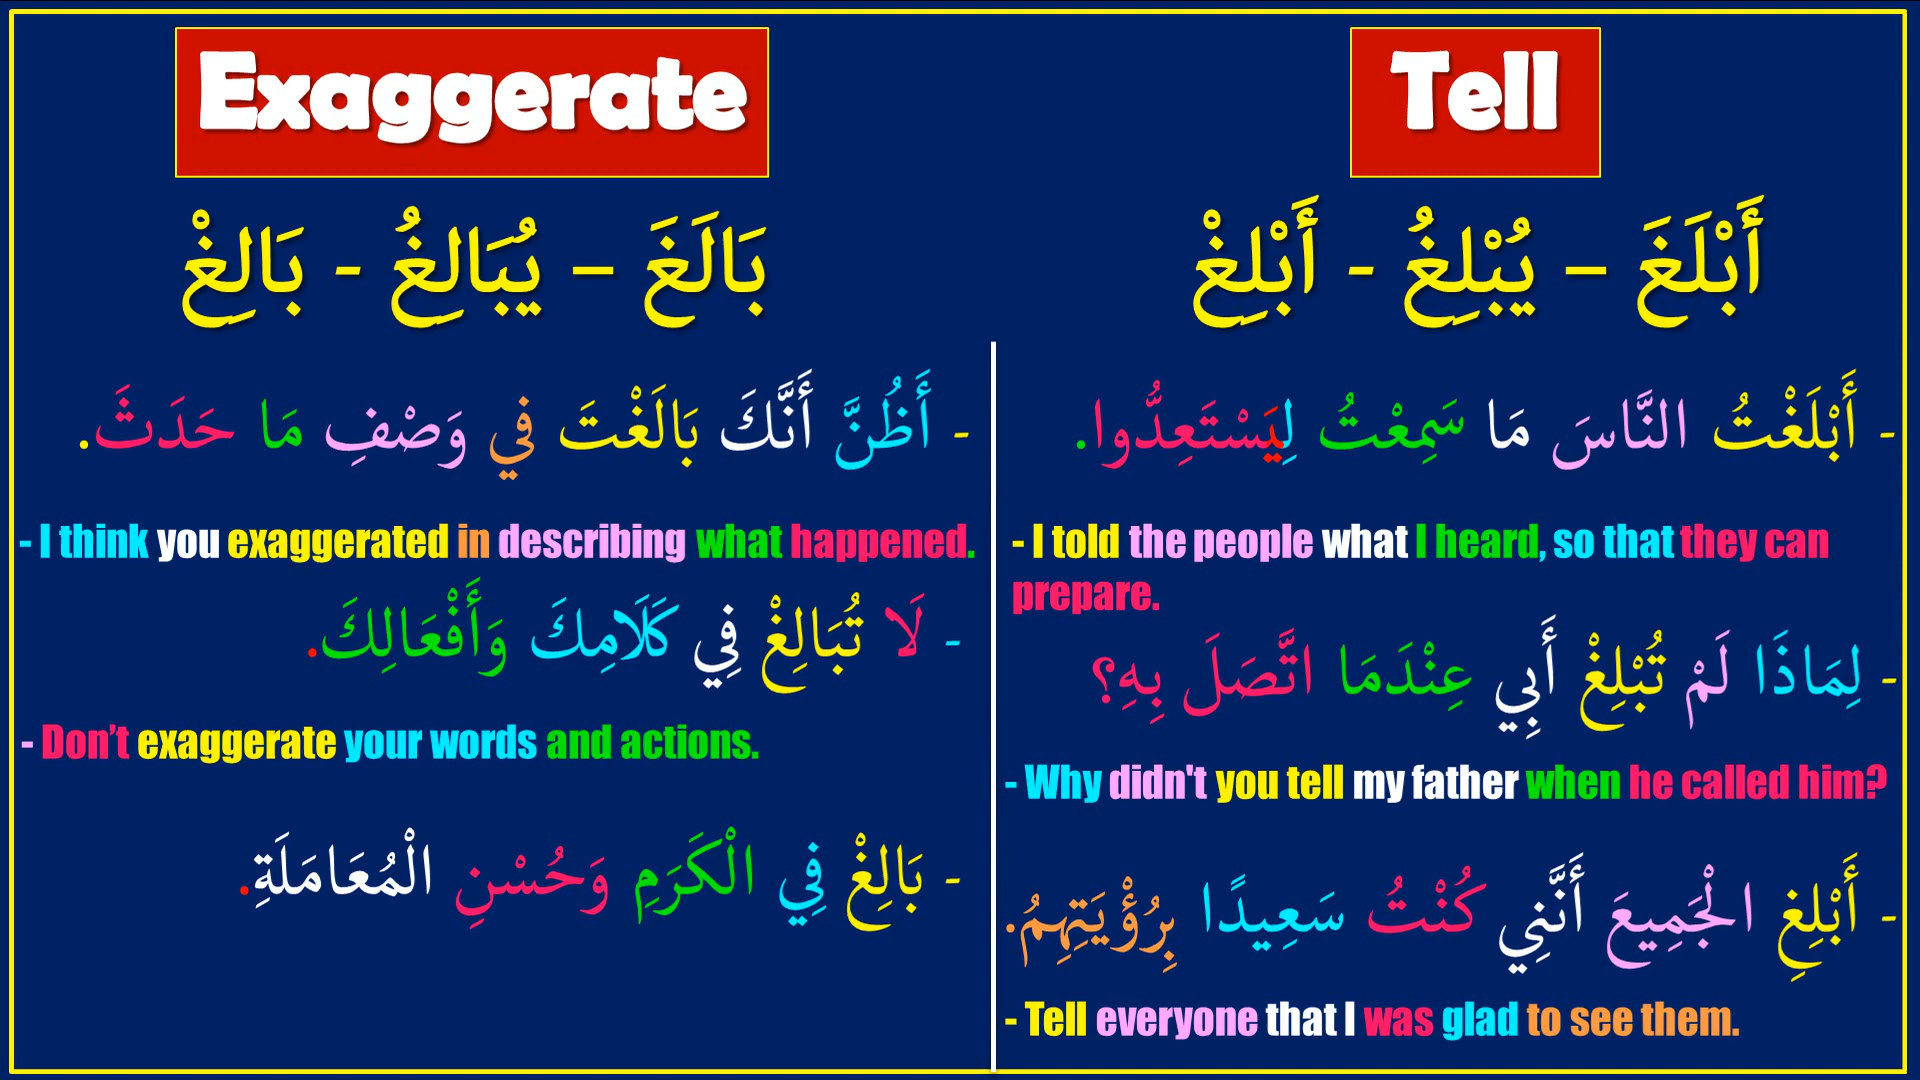 Exaggerate
بَالَغَ – يُبَالِغُ - بَالِغْ
- أَظُنَّ أَنَّكَ بَالَغْتَ فِي وَصْفِ مَا حَدَثَ.
- I think you exaggerated in describing what happened.
- لَا تُبَالِغْ فِي كَلَامِكَ وَأَفْعَالِكَ.
- Don’t exaggerate your words and actions.
- بَالِغْ فِي الْكَرَمِ وَحُسْنِ الْمُعَامَلَةِ.
Tell
أَبْلَغَ – يُبْلِغُ - أَبْلِغْ
- أَبْلَغْتُ النَّاسَ مَا سَمِعْتُ لِيَسْتَعِدُّوا.
- I told the people what I heard, so that they can
prepare.
- لِمَاذَا لَمْ تُبْلِغْ أَبِي عِنْدَمَا اتَّصَلَ بِهِ؟
- Why didn't you tell my father when he called him?
- أَبْلِغِ الْجَمِيعَ أَنَّنِي كُنْتُ سَعِيدًا بِرُؤْيَتِهِمُ.
- Tell everyone that I was glad to see them.